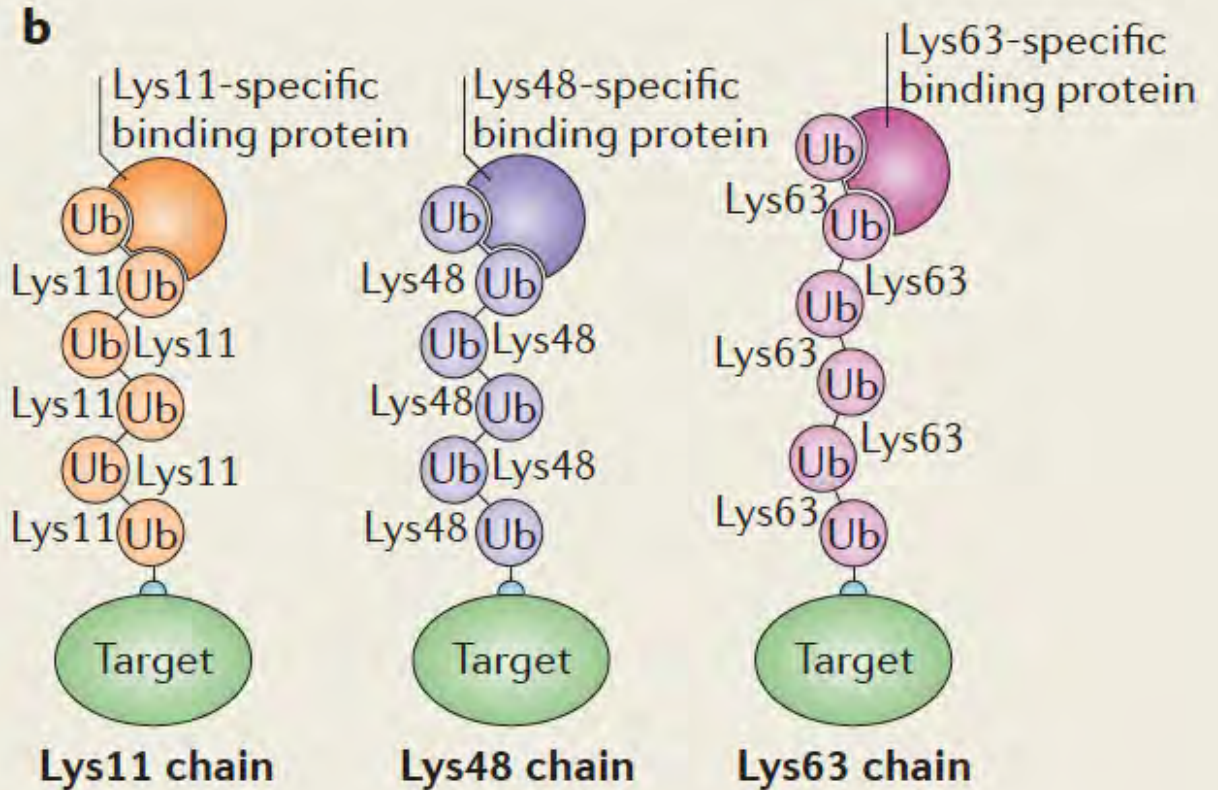 b
Lys11-specific
binding protein
Lys48-specific
binding protein
Lys63-specific
binding protein
Ub
Lys11
Ub
Ub
Lys11
Lys11
Ub
Ub
Lys11
Lys11
Ub
Target
Lys11 chain
Ub
Lys48
Ub
Ub
Lys48
Lys48
Ub
Ub
Lys48
Lys48
Ub
Target
Lys48 chain
Ub
Lys63
Ub
Lys63
Ub
Lys63
Ub
Lys63
Ub
Lys63
Ub
Target
Lys63 chain